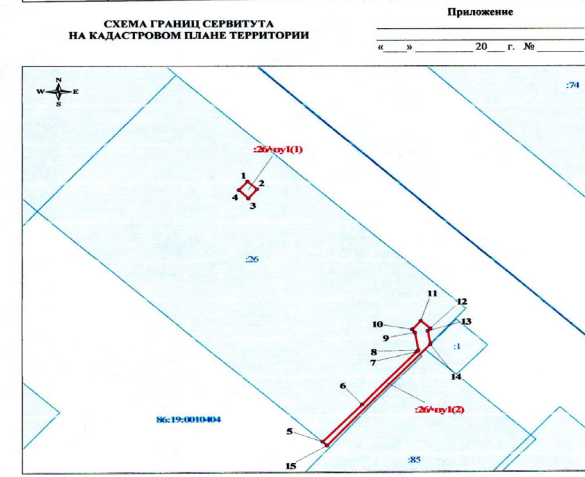 Приложение
СХЕМА ГРАНИЦ СЕРВИТУТА
НА КАДАСТРОВОМ ПЛАНЕ ТЕРРИТОРИИ
«____» ____________ 20___ г. № _________
:74
N
W E
S
:26/чзу1(1)
1
2
4
3
:26
11
12
10
13
9
:1
8
7
14
6
:26/чзу1(2)
86:19:0010404
5
15
:85